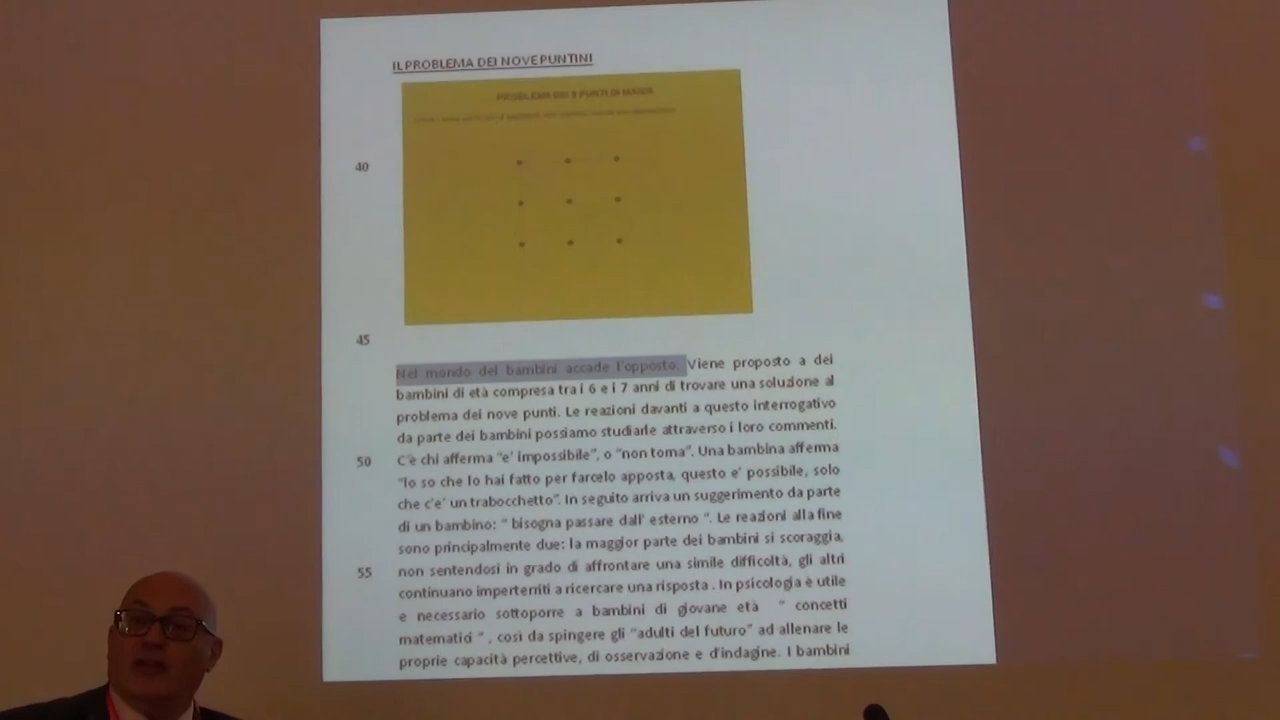 IL PROBLEMA DEI NOVE PUNTINI
PROBLEMA DEI 9 PUNTI DI MAIER
40
45
Nel mondo dei bambini accade l'opposto. Viene proposto a dei
bambini di età compresa tra i 6 e i 7 anni di trovare una soluzione al
problema dei nove punti. Le reazioni davanti a questo interrogativo
da parte dei bambini possiamo studiarle attraverso i loro commenti.
50 C'è chi afferma "e' impossibile", o "non torna". Una bambina afferma
"Io so che lo hai fatto per farcelo apposta, questo e' possibile, solo
che c'e' un trabocchetto". In seguito arriva un suggerimento da parte
di un bambino: " bisogna passare dall' esterno ". Le reazioni alla fine
sono principalmente due: la maggior parte dei bambini si scoraggia,
55 non sentendosi in grado di affrontare una simile difficoltà, gli altri
continuano imperterriti a ricercare una risposta . In psicologia è utile
e necessario sottoporre a bambini di giovane età " concetti
matematici " , così da spingere gli "adulti del futuro" ad allenare le
proprie capacità percettive, di osservazione e d'indagine. I bambini